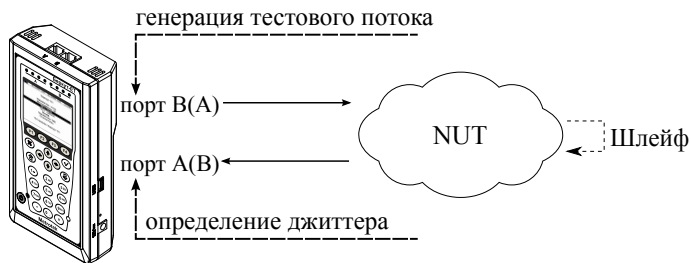 генерация тестового потока
порт B(A)
NUT
Шлейф
порт A(B)
определение джиттера